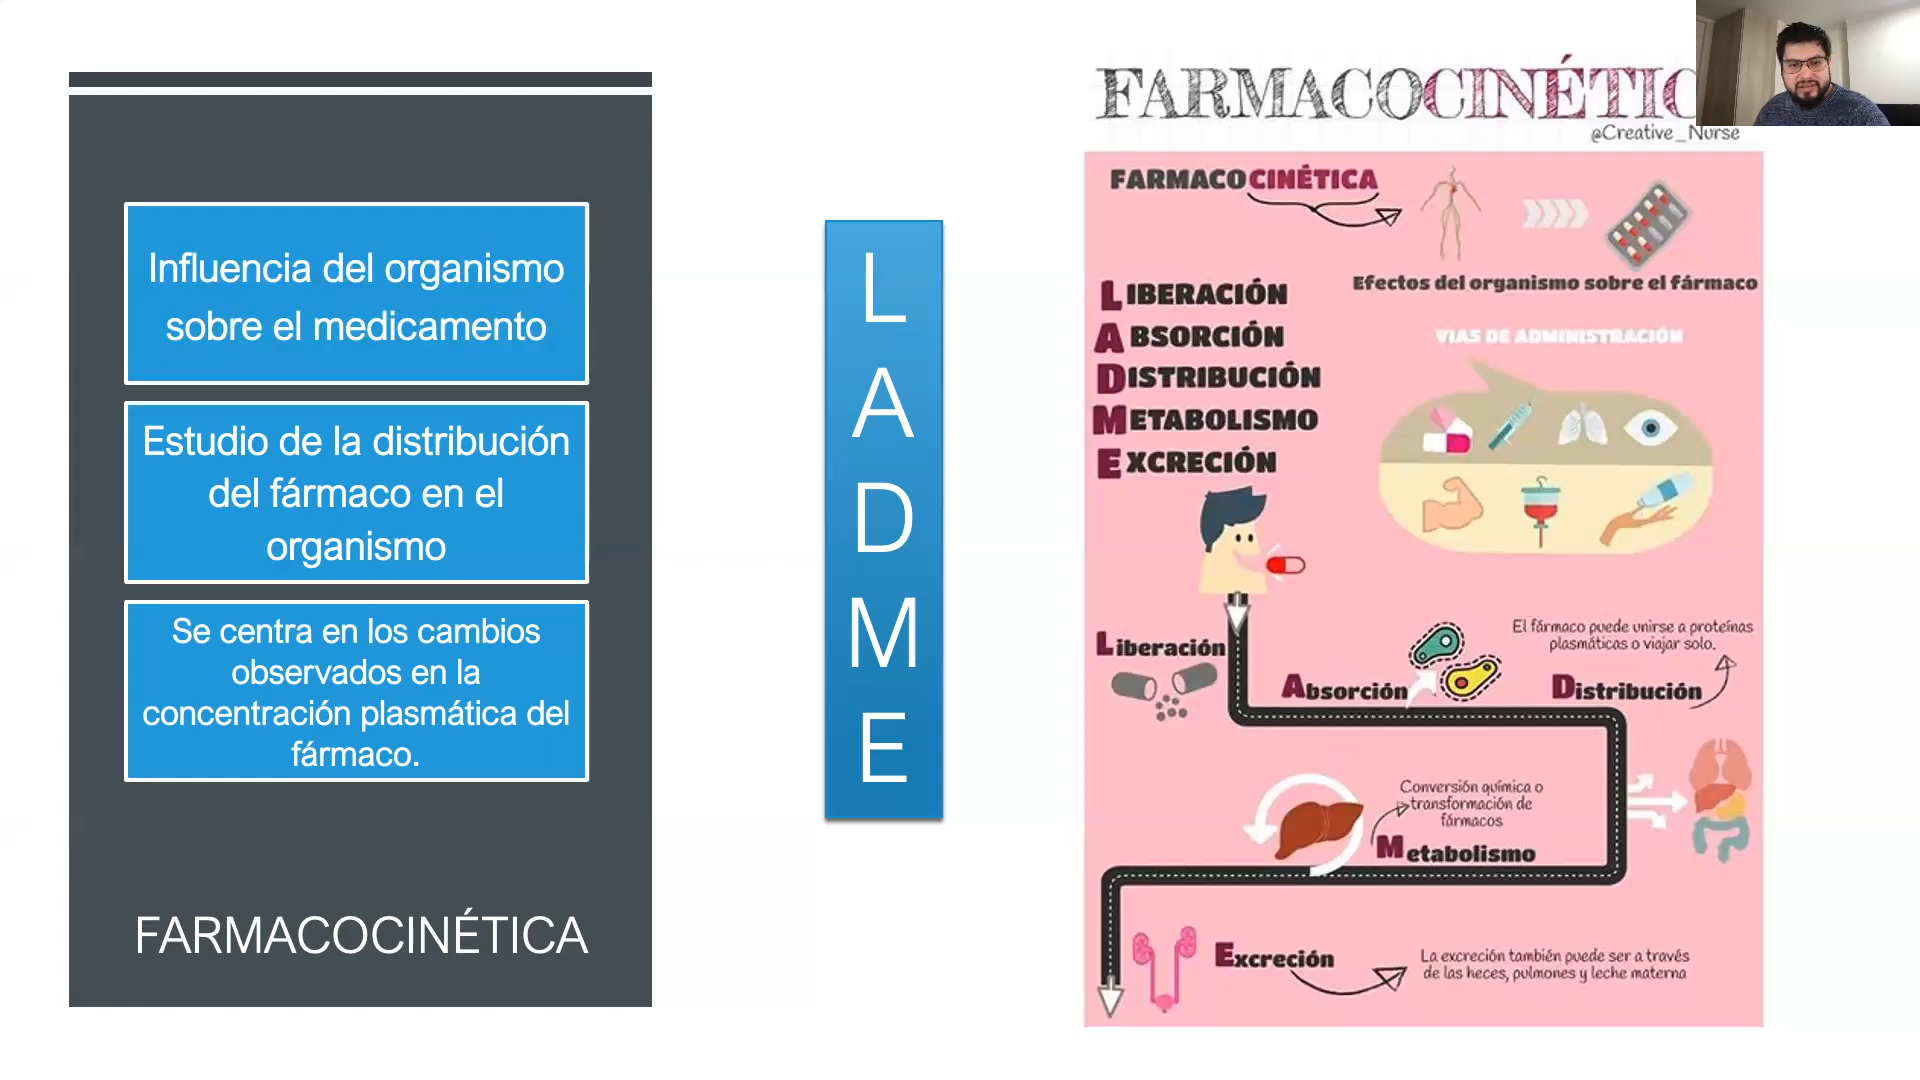 Influencia del organismo
sobre el medicamento
Estudio de la distribución
del fármaco en el
organismo
Se centra en los cambios
observados en la
concentración plasmática del
fármaco.
FARMACOCINÉTICA
L
A
D
M
E
FARMACOCINÉTIC
@Creative_Nurse
FARMACOCINÉTICA
Efectos del organismo sobre el fármaco
LIBERACIÓN
ABSORCIÓN
DISTRIBUCIÓN
METABOLISMO
EXCRECIÓN
VIAS DE ADMINISTRACIÓN
Liberación
Absorción
El fármaco puede unirse a proteínas
plasmáticas o viajar solo.
Distribución
Conversión química o
transformación de
fármacos
Metabolismo
Excreción
La excreción también puede ser a través
de las heces, pulmones y leche materna